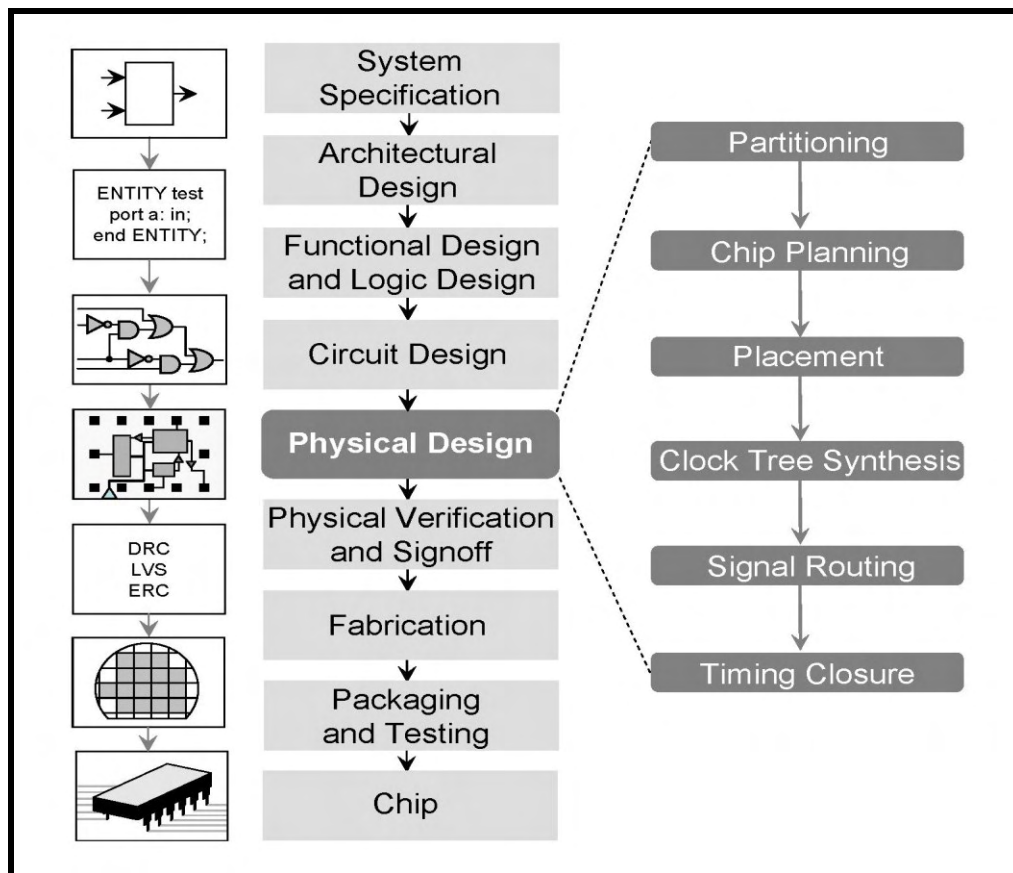 ENTITY test
port a: in;
end ENTITY;
DRC
LVS
ERC
System
Specification
Architectural
Design
Functional Design
and Logic Design
Circuit Design
Physical Design
Physical Verification
and Signoff
Fabrication
Packaging
and Testing
Chip
Partitioning
Chip Planning
Placement
Clock Tree Synthesis
Signal Routing
Timing Closure